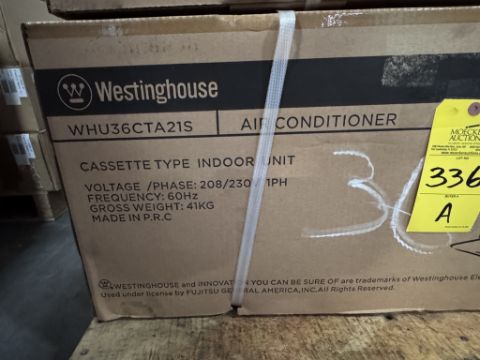 Westinghouse
WHU36CTA21S AIR CONDITIONER
CASSETTE TYPE INDOOR UNIT
VOLTAGE /PHASE: 208/230 / 1PH
FREQUENCY: 60Hz
GROSS WEIGHT: 41KG
MADE IN P.R.C
WESTINGHOUSE and INNOVATION YOU CAN BE SURE OF are trademarks of Westinghouse Ele
Used under license by FUJITSU GENERAL AMERICA,INC.All Rights Reserved.
36
MOECKE
AUCTION
336
A